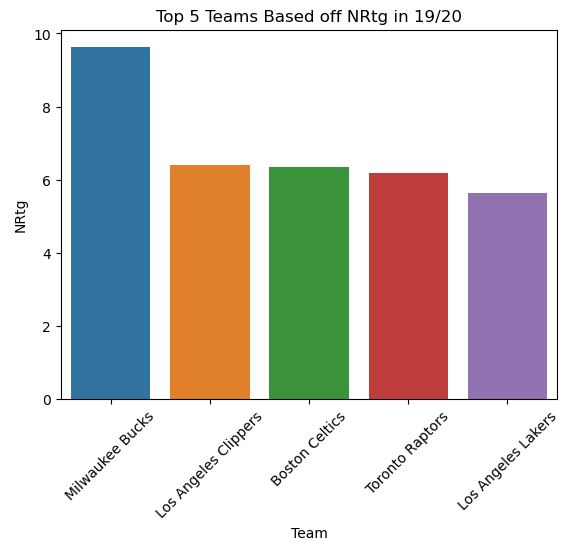 Top 5 Teams Based off NRtg in 19/20
10
8
6
4
2
0
NRtg
Milwaukee Bucks
Los Angeles Clippers
Boston Celtics
Toronto Raptors
Los Angeles Lakers
Team